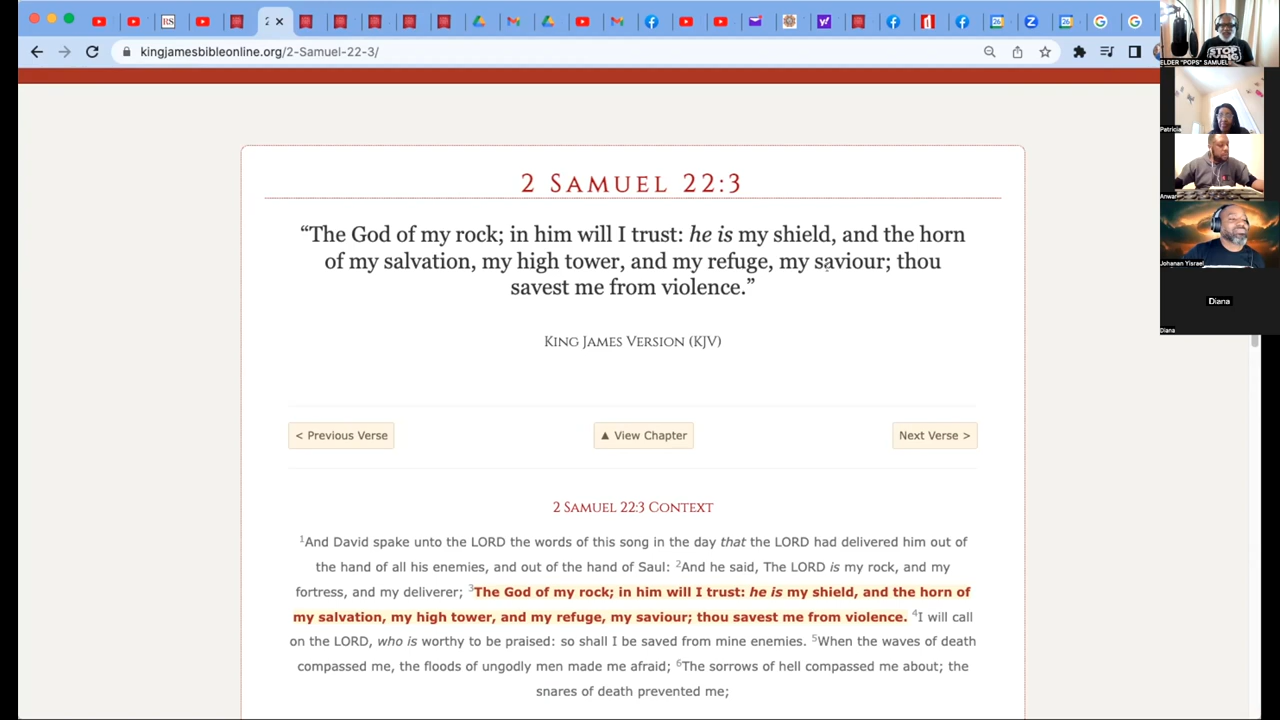 kingjamesbibleonline.org/2-Samuel-22-3/
2 SAMUEL 22:3
“The God of my rock; in him will I trust: he is my shield, and the horn
of my salvation, my high tower, and my refuge, my saviour; thou
savest me from violence.”
KING JAMES VERSION (KJV)
< Previous Verse
▲ View Chapter
Next Verse >
2 SAMUEL 22:3 CONTEXT
1And David spake unto the LORD the words of this song in the day that the LORD had delivered him out of
the hand of all his enemies, and out of the hand of Saul: 2And he said, The LORD is my rock, and my
fortress, and my deliverer; 3The God of my rock; in him will I trust: he is my shield, and the horn of
my salvation, my high tower, and my refuge, my saviour; thou savest me from violence. 4I will call
on the LORD, who is worthy to be praised: so shall I be saved from mine enemies. 5When the waves of death
compassed me, the floods of ungodly men made me afraid; 6The sorrows of hell compassed me about; the
snares of death prevented me;
ELDER "POPS" SAMUEL
Patricia
Anwar
Johanan Yisrael
Diana
Diana